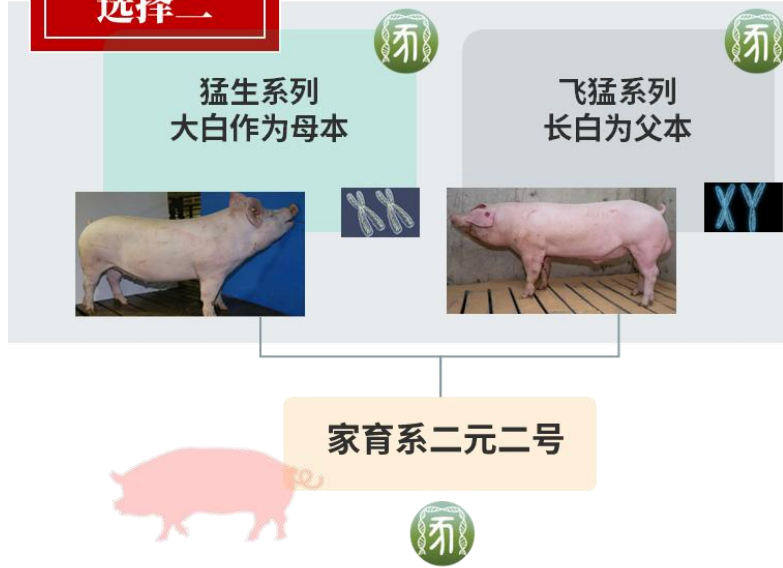 选择二
猛生系列
大白作为母本
飞猛系列
长白为父本
家育系二元二号